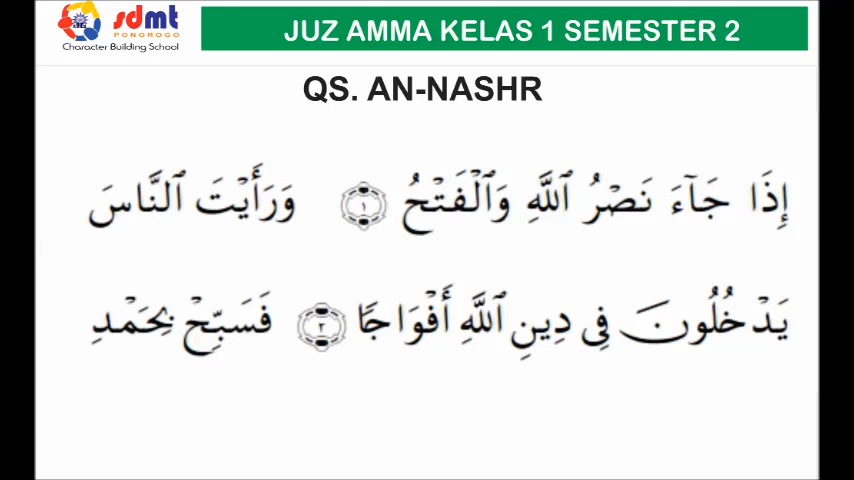 sdmt
PONOROGO
Character Building School
JUZ AMMA KELAS 1 SEMESTER 2
QS. AN-NASHR
إِذَا جَآءَ نَصْرُ ٱللَّهِ وَٱلْفَتْحُ ١ وَرَأَيْتَ ٱلنَّاسَ
يَدْخُلُونَ فِى دِينِ ٱللَّهِ أَفْوَاجًا ٢ فَسَبِّحْ بِحَمْدِ